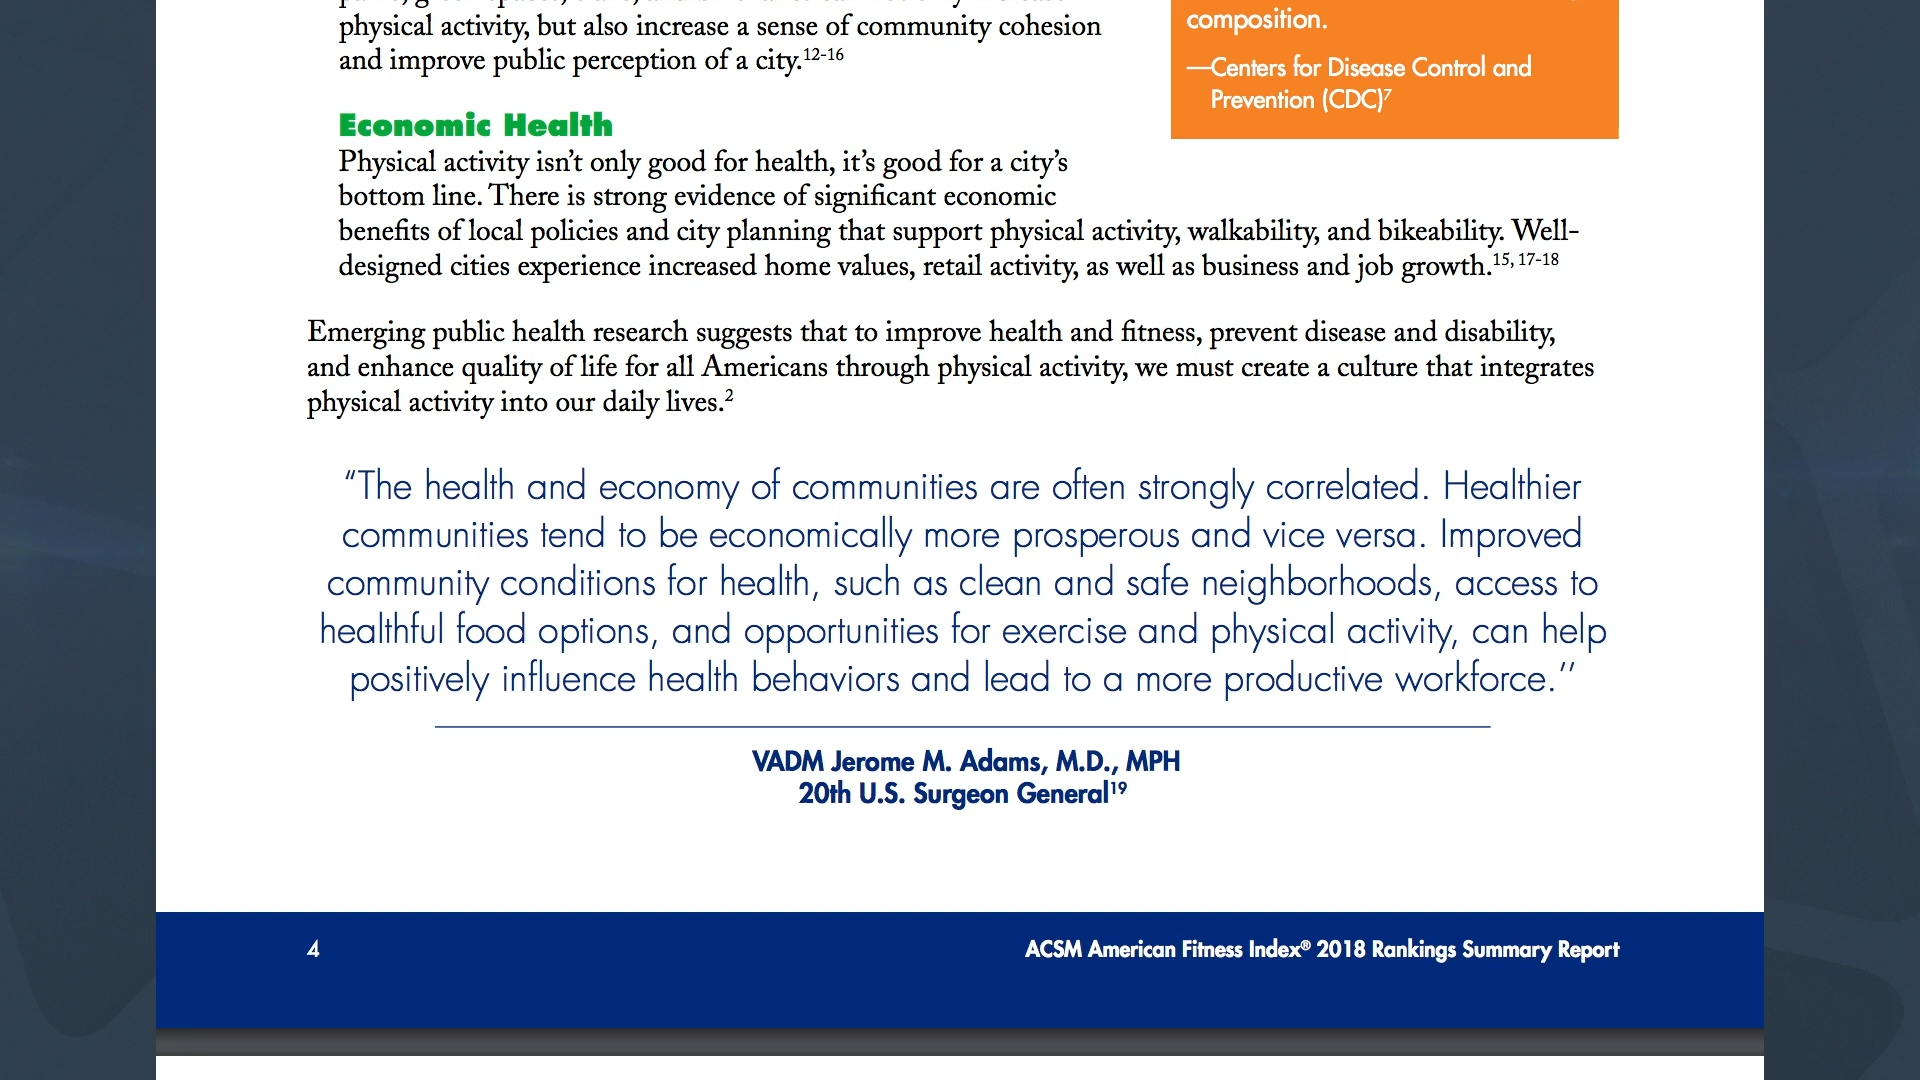 physical activity, but also increase a sense of community cohesion
and improve public perception of a city.12-16
composition.
—Centers for Disease Control and
Prevention (CDC)7
Economic Health
Physical activity isn’t only good for health, it’s good for a city’s
bottom line. There is strong evidence of significant economic
benefits of local policies and city planning that support physical activity, walkability, and bikeability. Well-
designed cities experience increased home values, retail activity, as well as business and job growth.15, 17-18
Emerging public health research suggests that to improve health and fitness, prevent disease and disability,
and enhance quality of life for all Americans through physical activity, we must create a culture that integrates
physical activity into our daily lives.2
“The health and economy of communities are often strongly correlated. Healthier
communities tend to be economically more prosperous and vice versa. Improved
community conditions for health, such as clean and safe neighborhoods, access to
healthful food options, and opportunities for exercise and physical activity, can help
positively influence health behaviors and lead to a more productive workforce.’’
VADM Jerome M. Adams, M.D., MPH
20th U.S. Surgeon General19
4
ACSM American Fitness Index® 2018 Rankings Summary Report